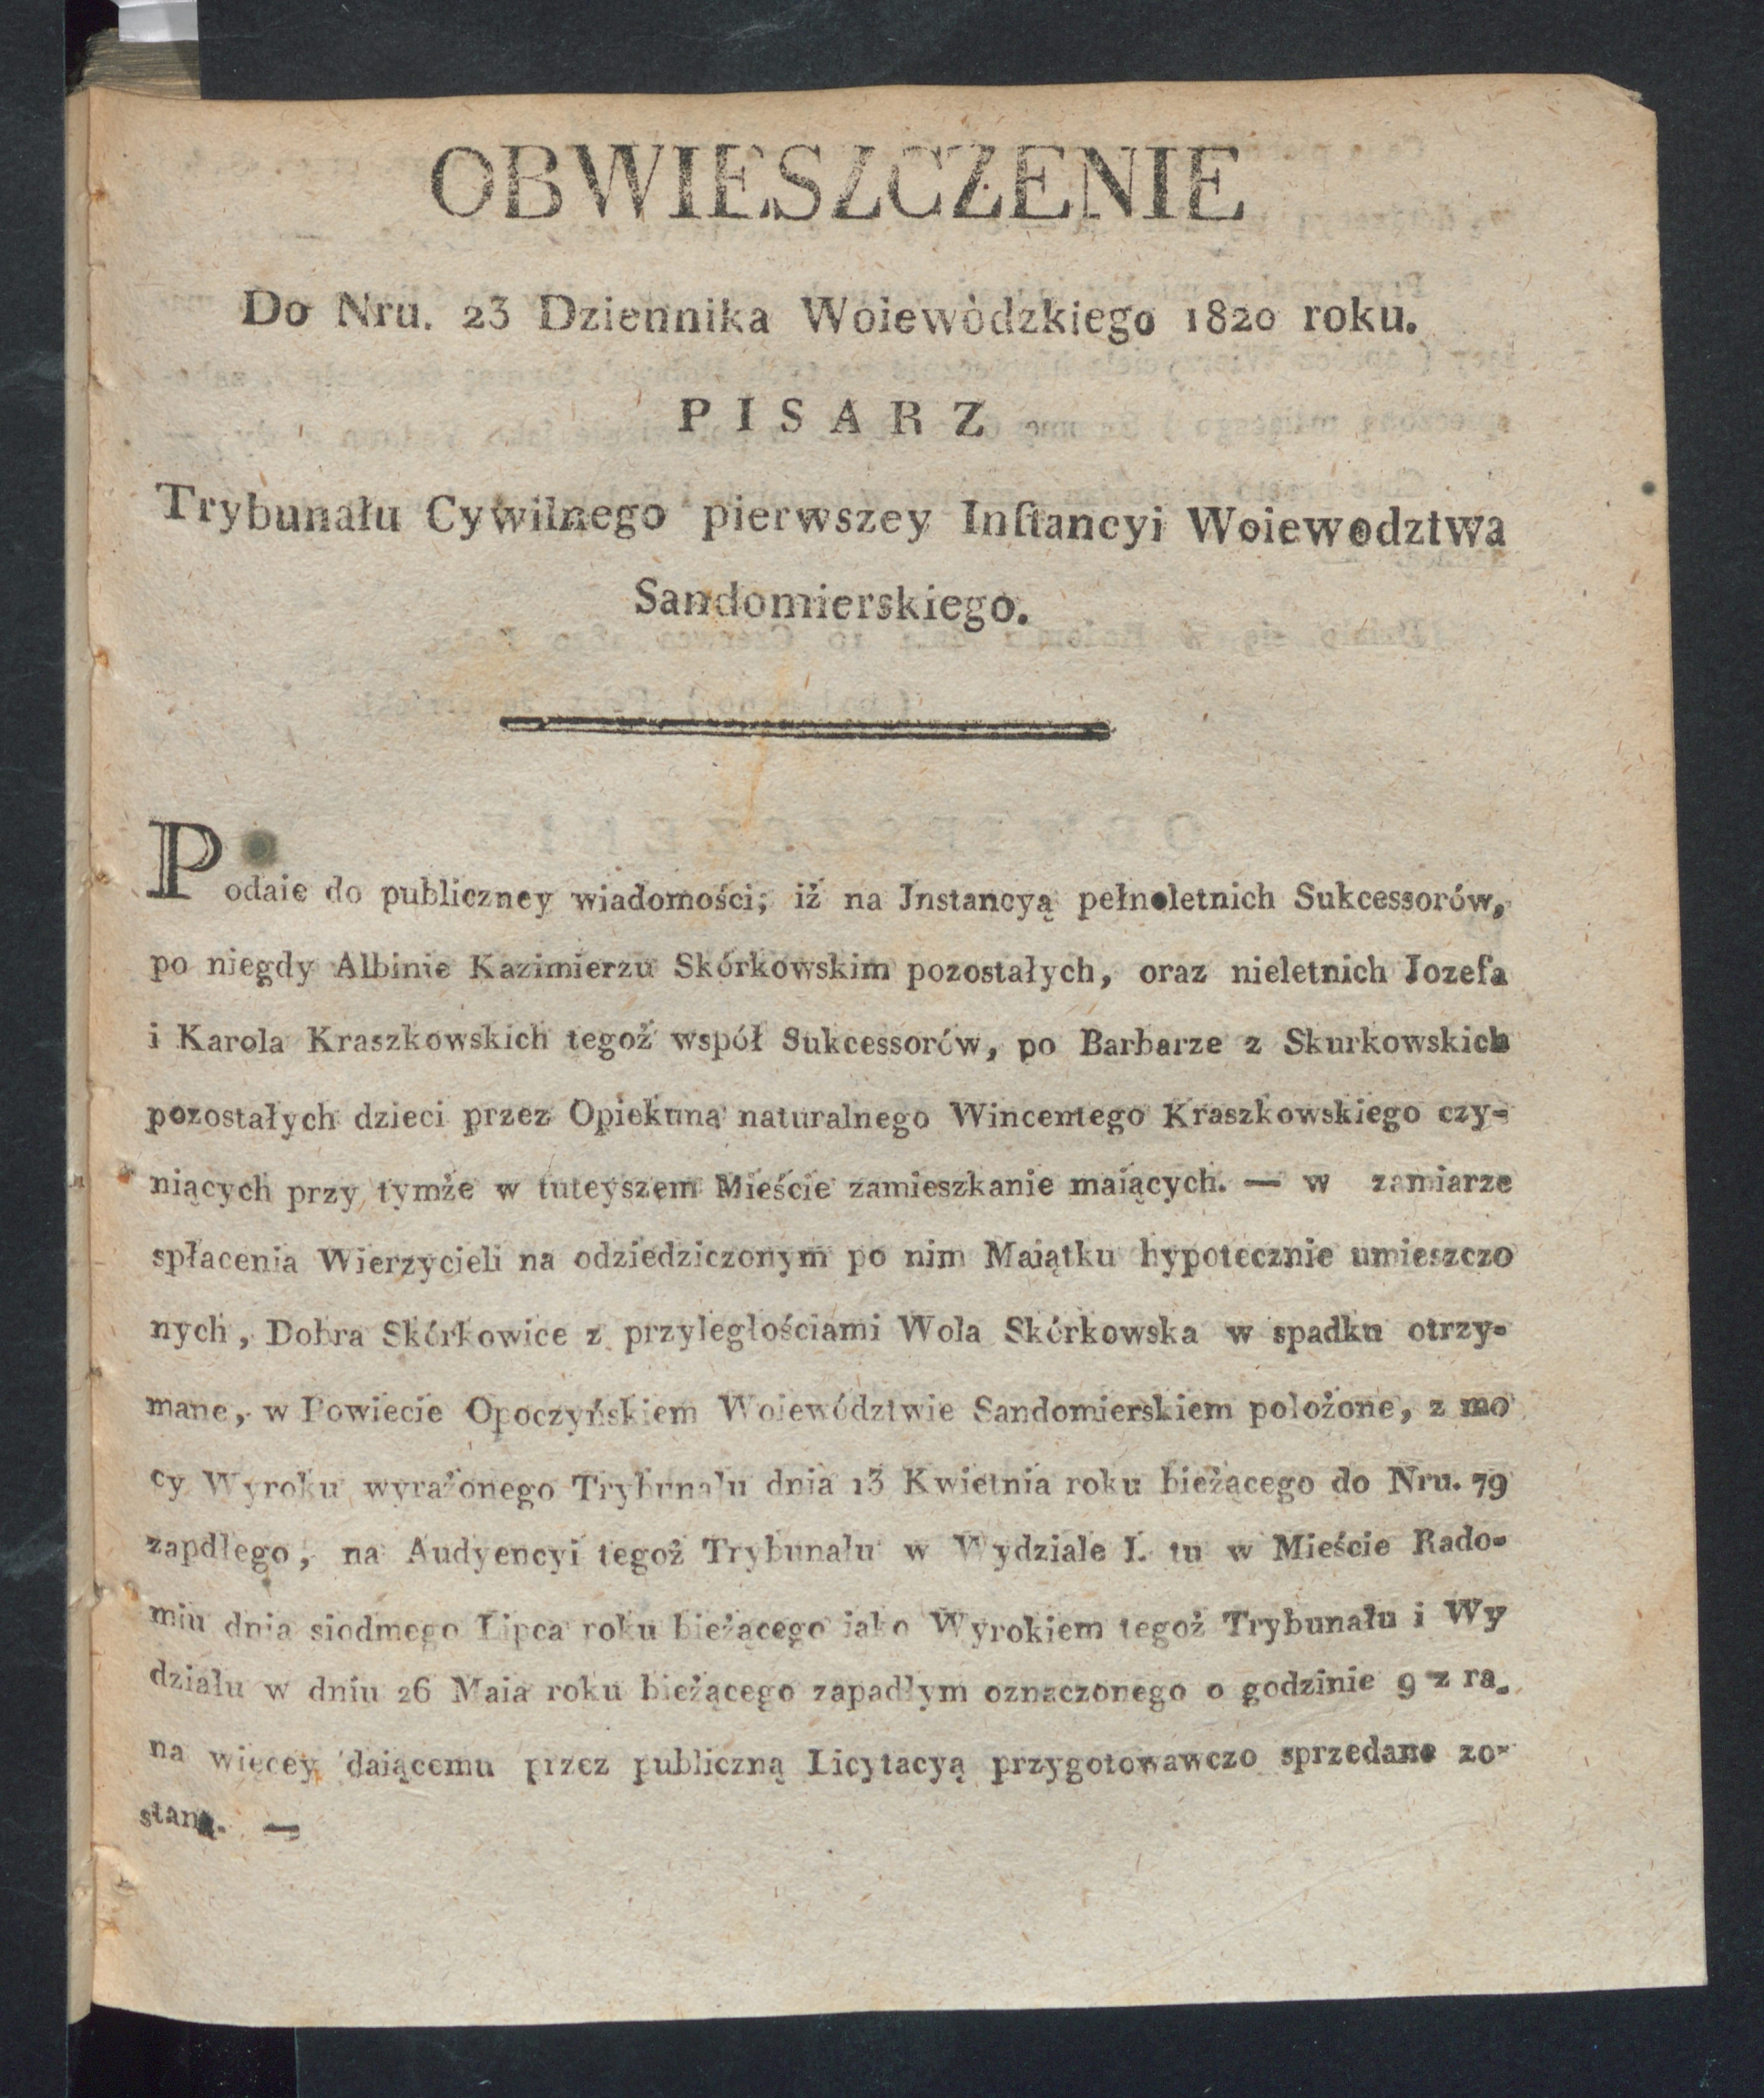 OBWIESZCZENIE
Do Nru. 23 Dziennika Woiewòdzkiego 1820 roku.
PISARZ
Trybunału Cywilnego pierwszey Inſtancyi Woiewodztwa
Sandomierskiego.
Podaie do publiczney wiadomości; iż na Jnstancyą pełnoletnich Sukcessorów,
po niegdy Albinie Kazimierzu Skórkowskim pozostałych, oraz nieletnich Jozefa
i Karola Kraszkowskich tegoż współ Sukcessorów, po Barbarze z Skurkowskich
pozostałych dzieci przez Opiekuna naturalnego Wincentego Kraszkowskiego czy-
niących przy tymże w tuteyszem Mieście zamieszkanie maiących. — w zamiarze
spłacenia Wierzycieli na odziedziczonym po nim Maiątku hypotecznie umieszczo
nych, Dobra Skórkowice z przyległościami Wola Skórkowska w spadku otrzy-
mane, w Powiecie Opoczyńskiem Woiewództwie Sandomierskiem położone, z mo
cy Wyroku wyrażonego Trybunału dnia 13 Kwietnia roku bieżącego do Nru. 79
zapdłego, na Audyencyi tegoż Trybunału w Wydziale I. tu w Mieście Rado-
miu dnia siodmego Lipca roku bieżącego iako Wyrokiem tegoż Trybunału i Wy
działu w dniu 26 Maia roku bieżącego zapadłym oznaczonego o godzinie 9 z ra.
na więcey daiącemu przez publiczną Licytacyą przygotowawczo sprzedane zo-
staną. —